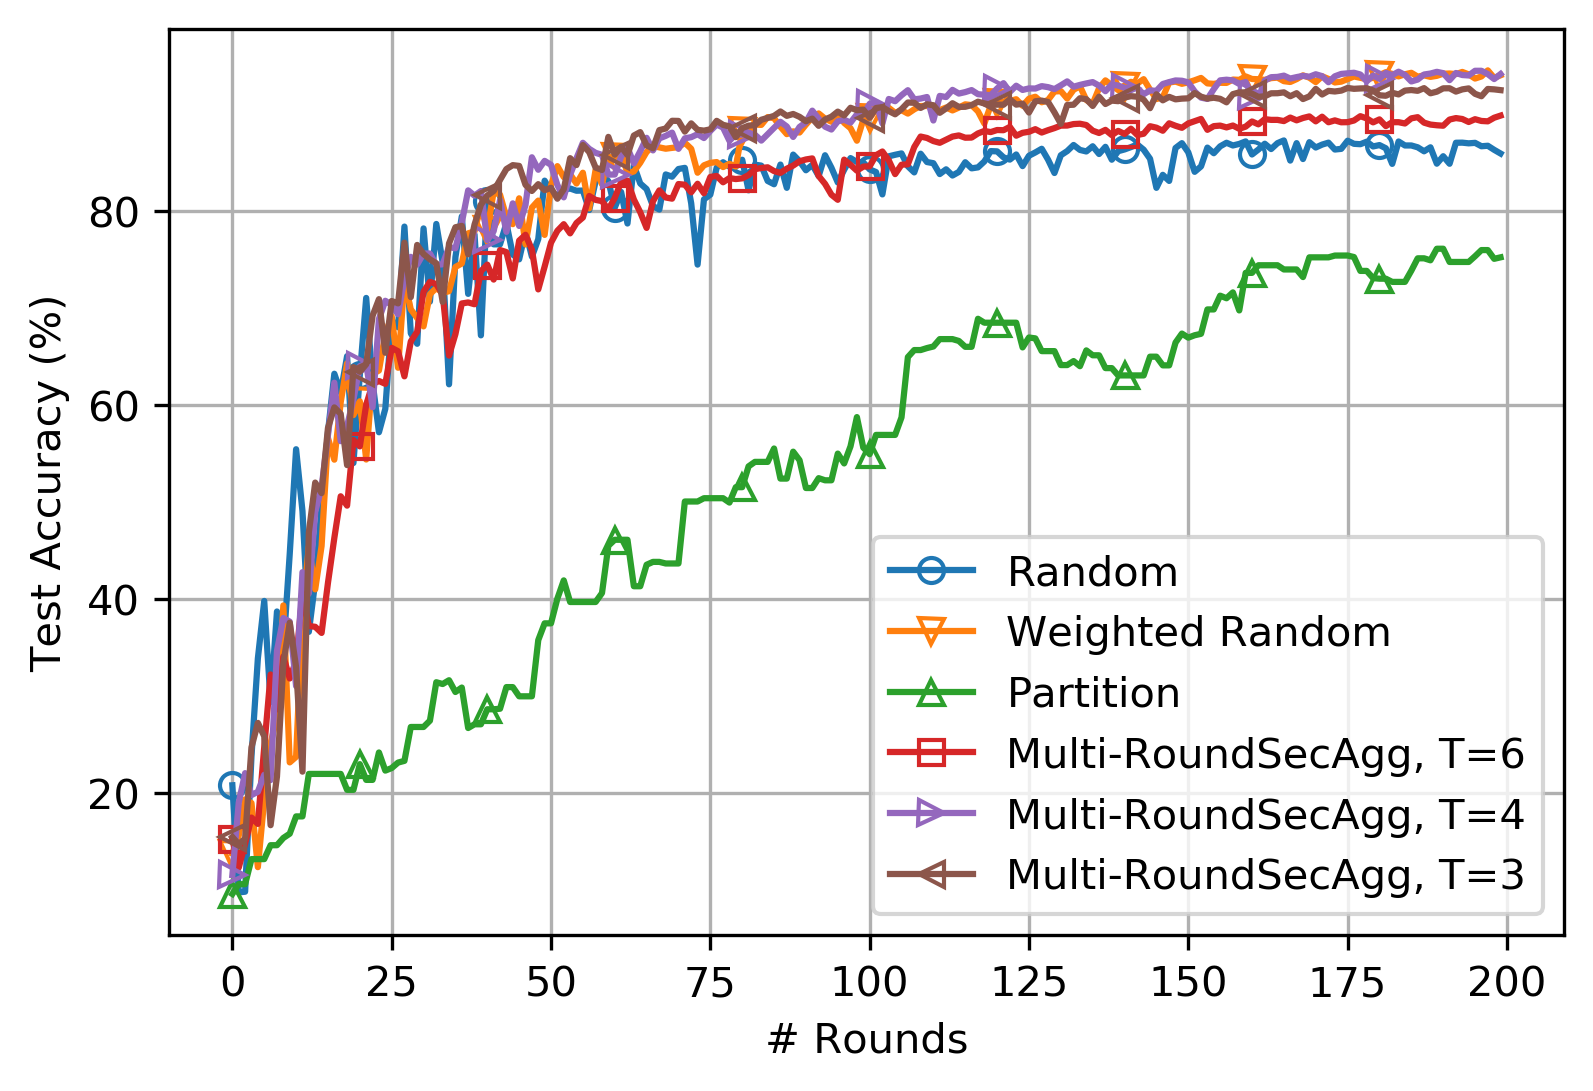 Test Accuracy (%)
80
60
40
20
0 25 50 75 100 125 150 175 200
# Rounds
Random
Weighted Random
Partition
Multi-RoundSecAgg, T=6
Multi-RoundSecAgg, T=4
Multi-RoundSecAgg, T=3